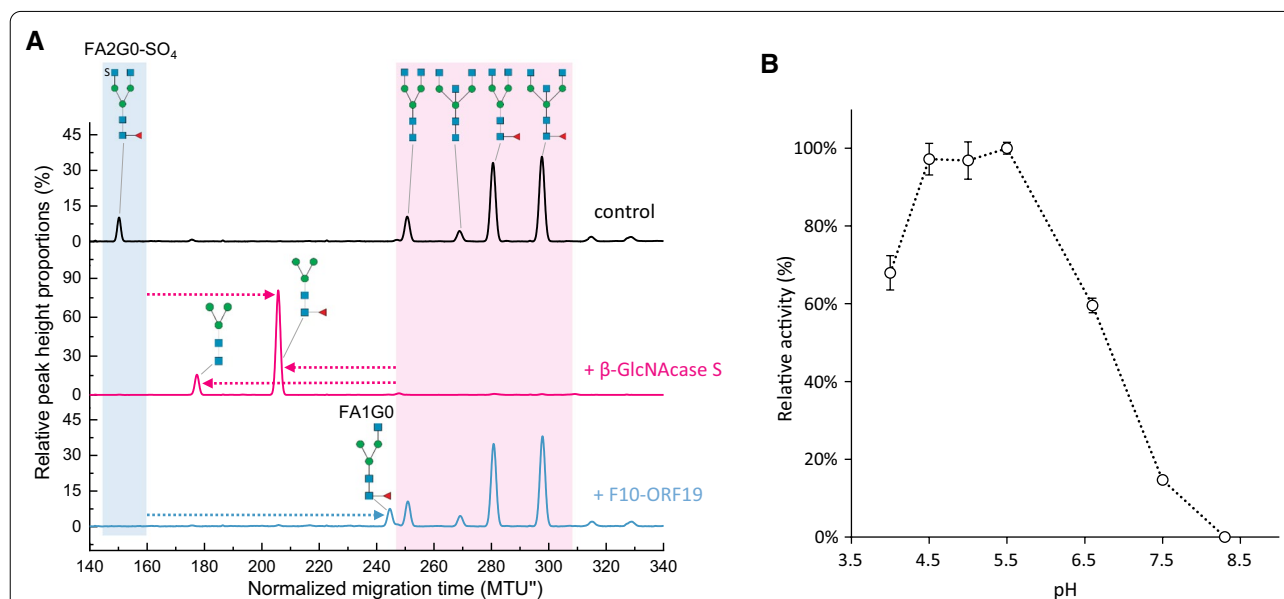 A
FA2G0-SO4
S
Relative peak height proportions (%)
45
30
15
0
control
90
60
30
0
+ β-GlcNAcase S
45
30
15
0
FA1G0
+ F10-ORF19
140 160 180 200 220 240 260 280 300 320 340
Normalized migration time (MTU")
B
Relative activity (%)
100%
80%
60%
40%
20%
0%
3.5 4.5 5.5 6.5 7.5 8.5
pH